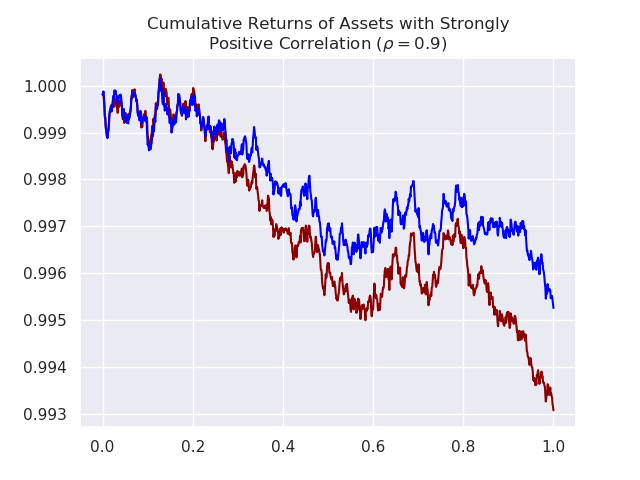 Cumulative Returns of Assets with Strongly
Positive Correlation (ρ = 0.9)
1.000
0.999
0.998
0.997
0.996
0.995
0.994
0.993
0.0 0.2 0.4 0.6 0.8 1.0